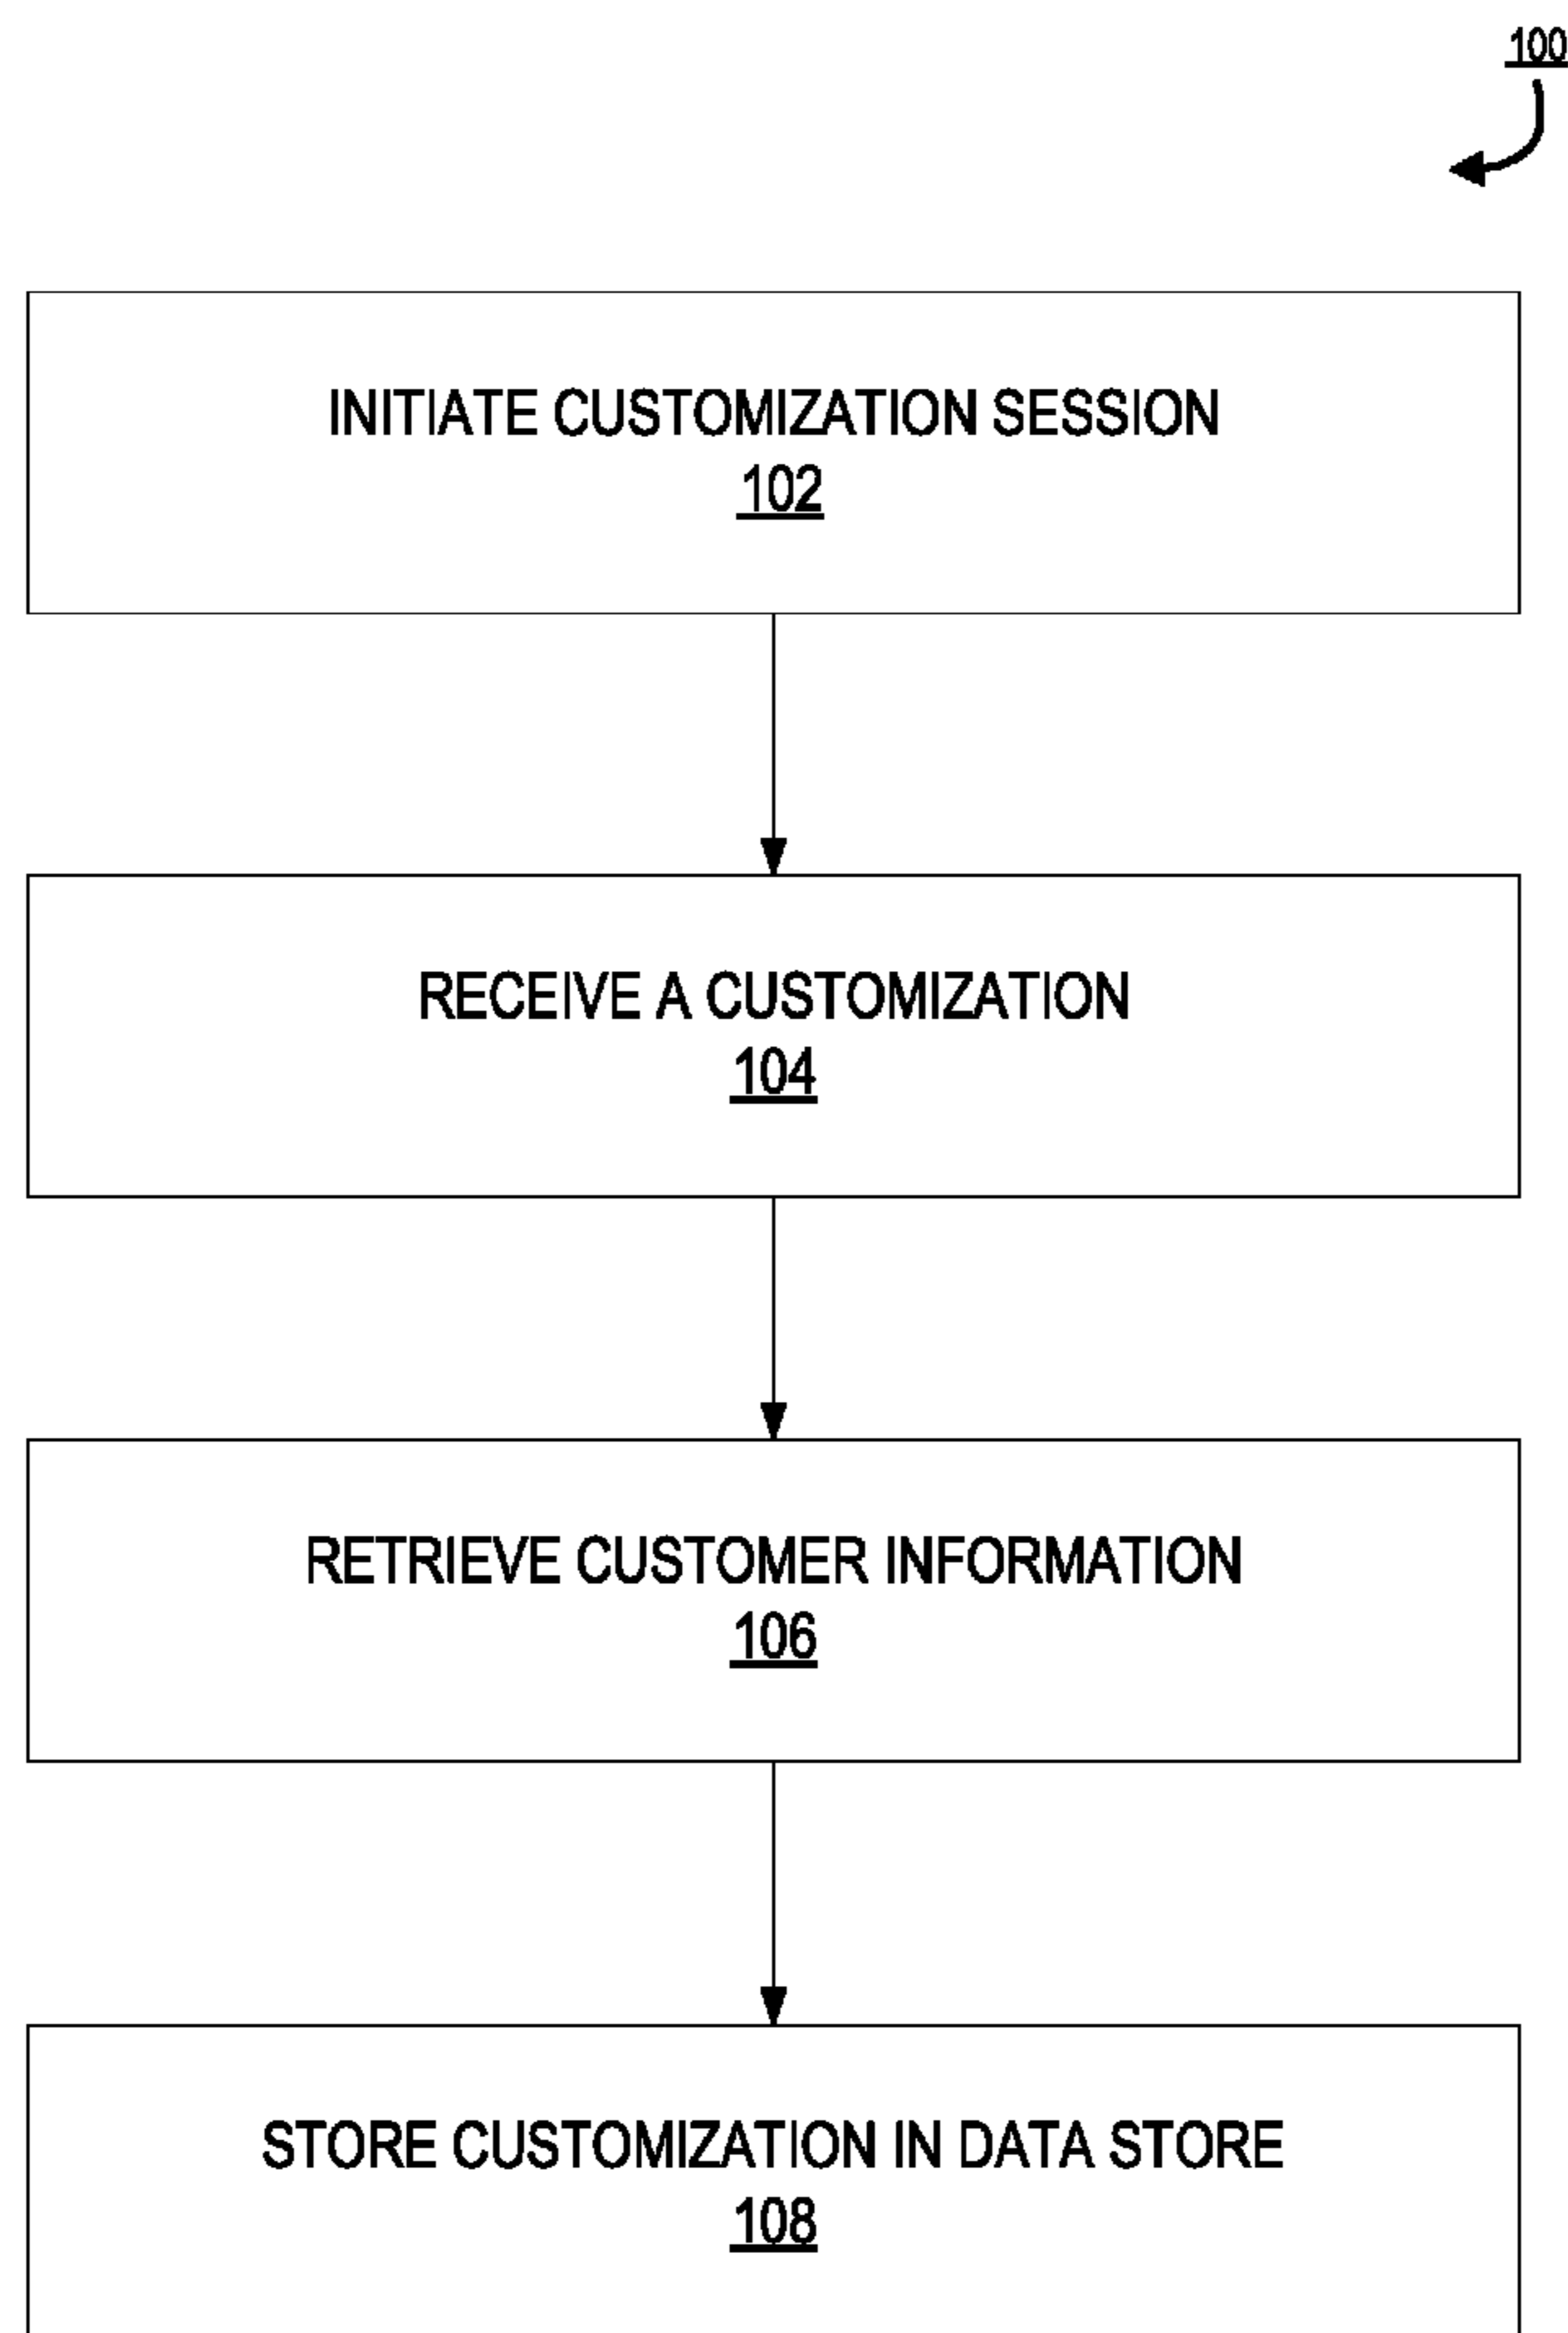 100
INITIATE CUSTOMIZATION SESSION
102
RECEIVE A CUSTOMIZATION
104
RETRIEVE CUSTOMER INFORMATION
106
STORE CUSTOMIZATION IN DATA STORE
108